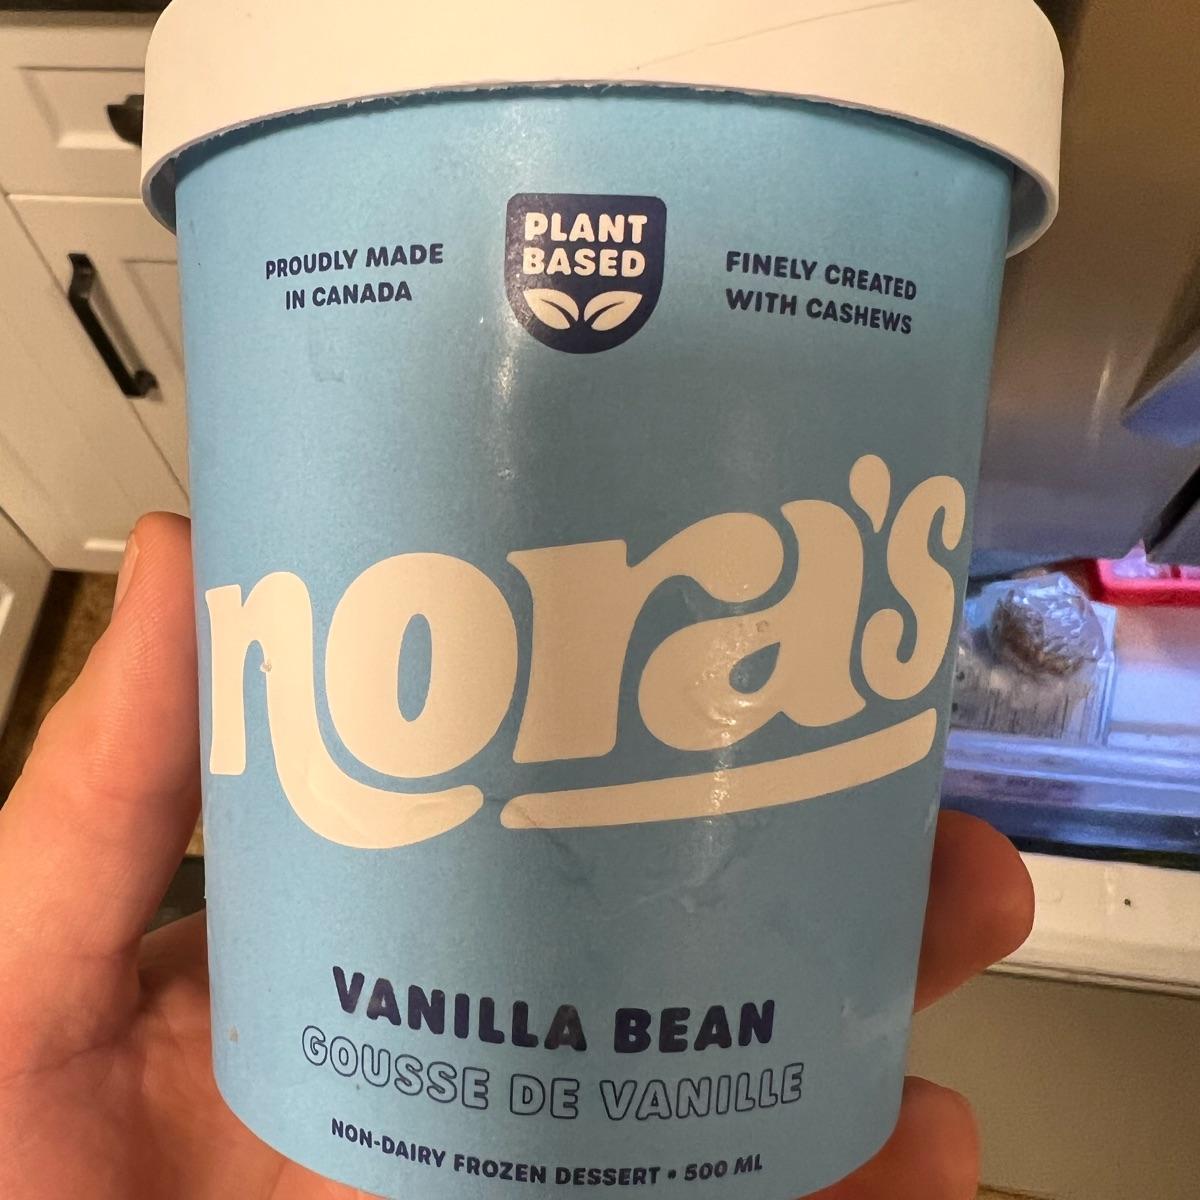 PLANT
BASED
PROUDLY MADE
IN CANADA
FINELY CREATED
WITH CASHEWS
nora's
VANILLA BEAN
GOUSSE DE VANILLE
NON-DAIRY FROZEN DESSERT • 500 ML